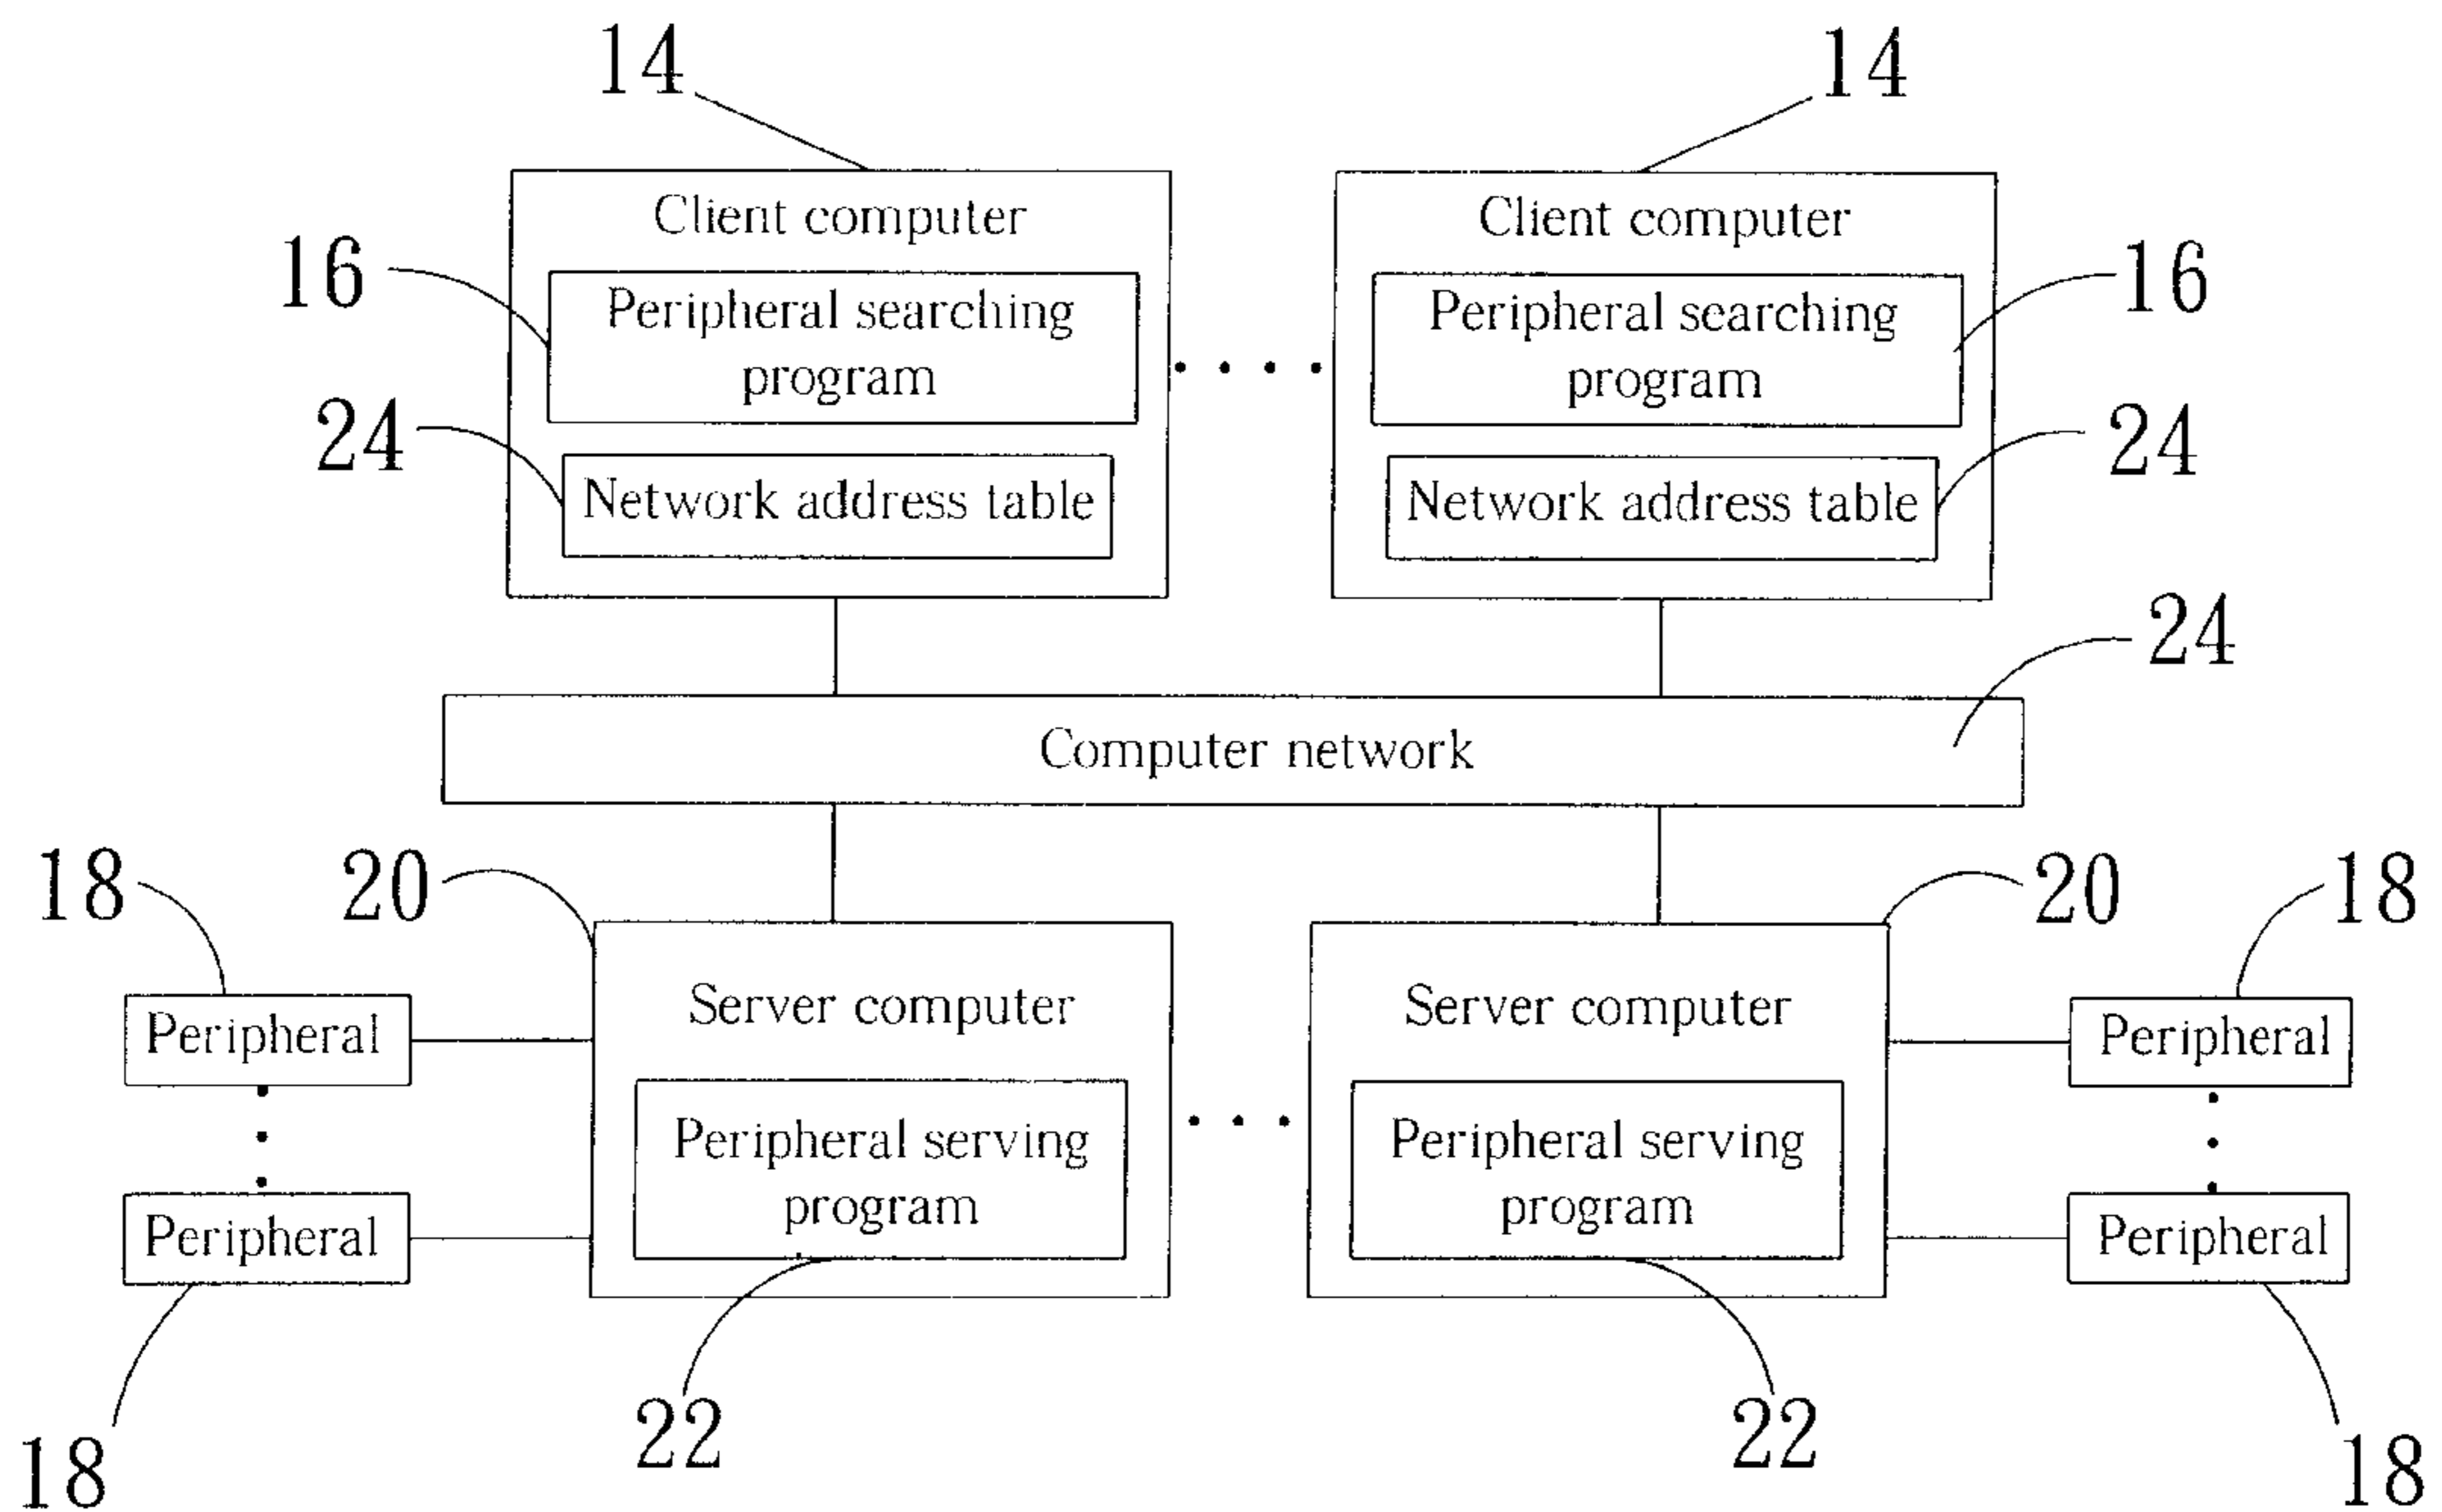 14
14
Client computer
Client computer
16
Peripheral searching
program
Peripheral searching
program
16
24
Network address table
Network address table
24
24
Computer network
18
20
20
18
Peripheral
Server computer
Server computer
Peripheral
Peripheral serving
program
Peripheral serving
program
Peripheral
Peripheral
18
22
22
18